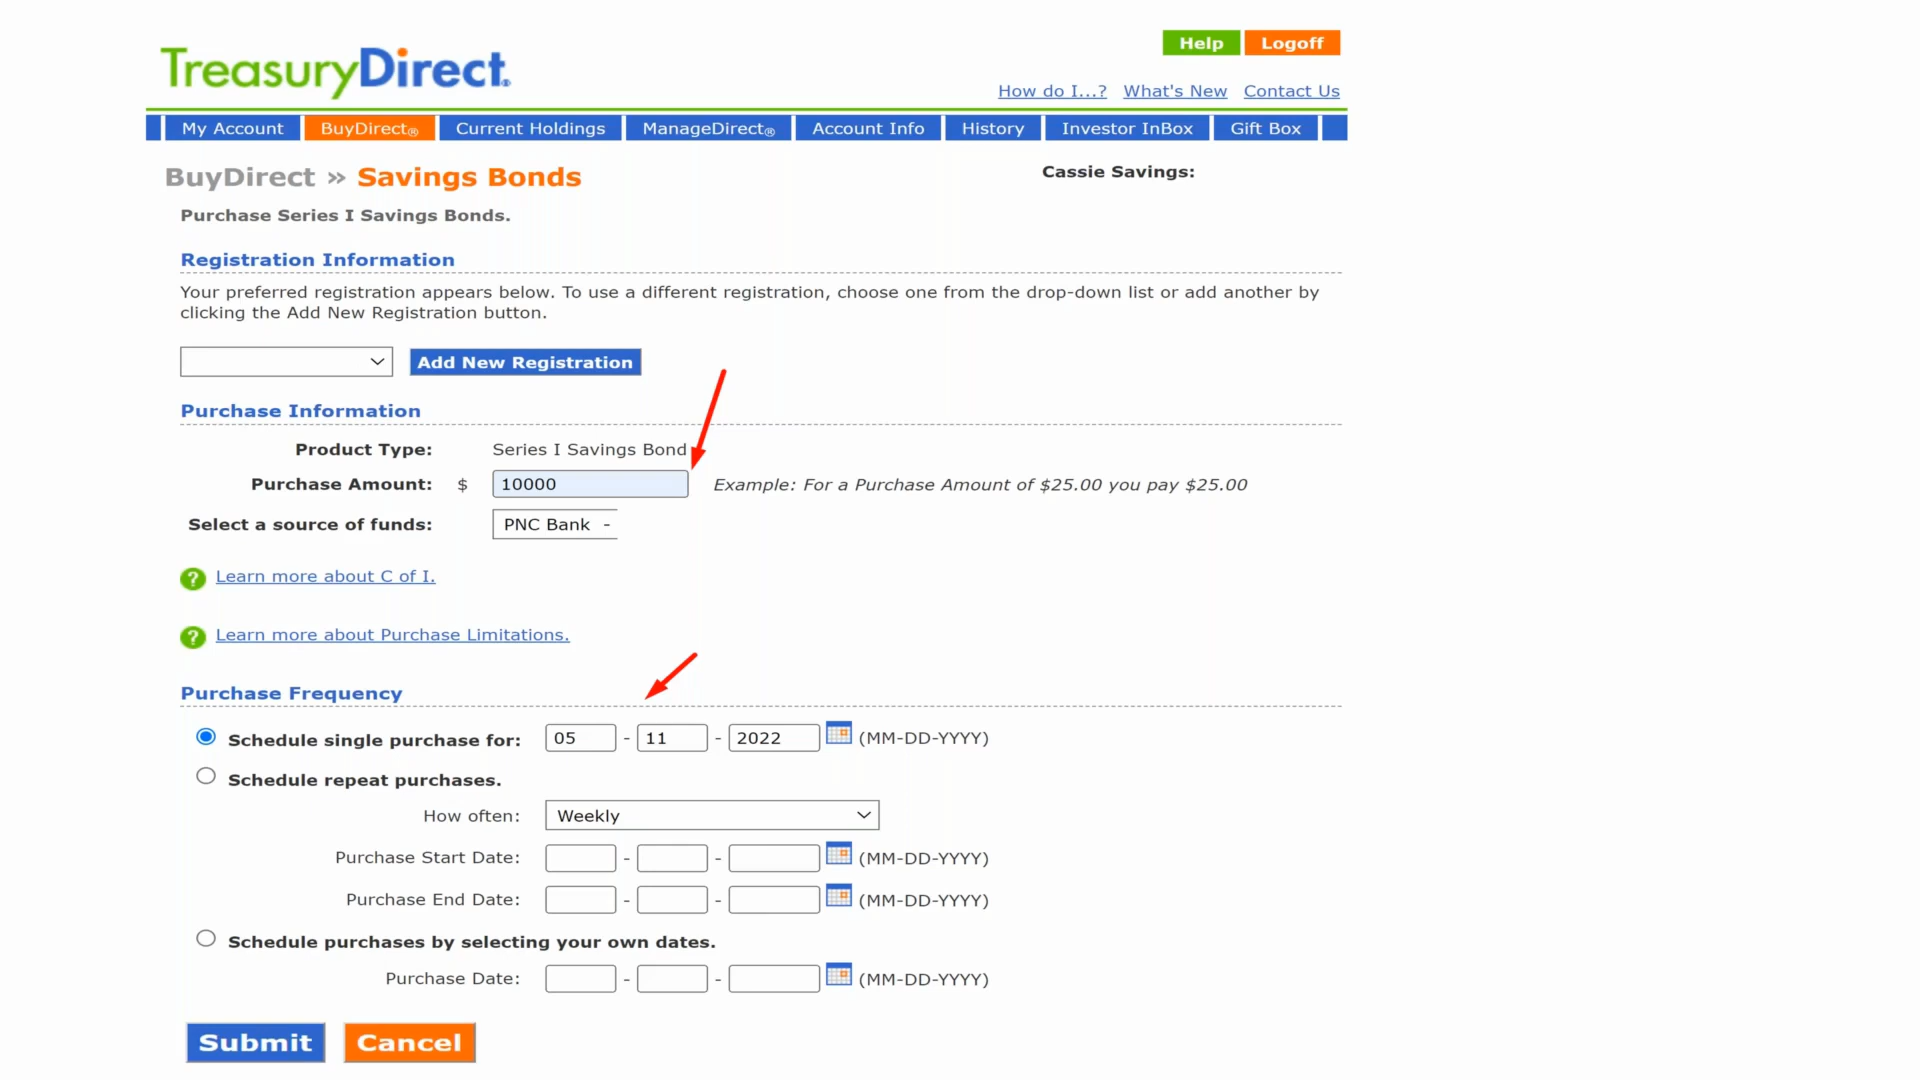 TreasuryDirect®
Help Logoff
How do I...? What's New Contact Us
My Account BuyDirect® Current Holdings ManageDirect® Account Info History Investor InBox Gift Box
BuyDirect » Savings Bonds
Cassie Savings:
Purchase Series I Savings Bonds.
Registration Information
Your preferred registration appears below. To use a different registration, choose one from the drop-down list or add another by
clicking the Add New Registration button.
Add New Registration
Purchase Information
Product Type: Series I Savings Bond
Purchase Amount: $ 10000 Example: For a Purchase Amount of $25.00 you pay $25.00
Select a source of funds: PNC Bank -
? Learn more about C of I.
? Learn more about Purchase Limitations.
Purchase Frequency
Schedule single purchase for: 05 - 11 - 2022 (MM-DD-YYYY)
Schedule repeat purchases.
How often: Weekly
Purchase Start Date: - - (MM-DD-YYYY)
Purchase End Date: - - (MM-DD-YYYY)
Schedule purchases by selecting your own dates.
Purchase Date: - - (MM-DD-YYYY)
Submit Cancel